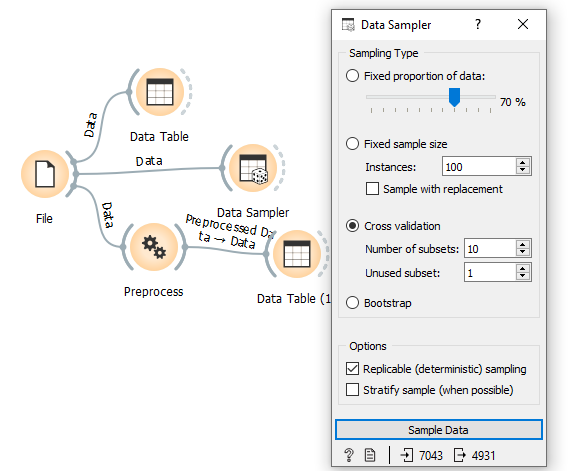 Data Sampler
?
Sampling Type
Fixed proportion of data:
70 %
Fixed sample size
Instances: 100
Sample with replacement
Cross validation
Number of subsets: 10
Unused subset: 1
Bootstrap
Options
Replicable (deterministic) sampling
Stratify sample (when possible)
Sample Data
? 7043 4931
Data
Data Table
Data
Data Sampler
File
Data
Preprocessed Da
ta → Data
Preprocess
Data Table (1